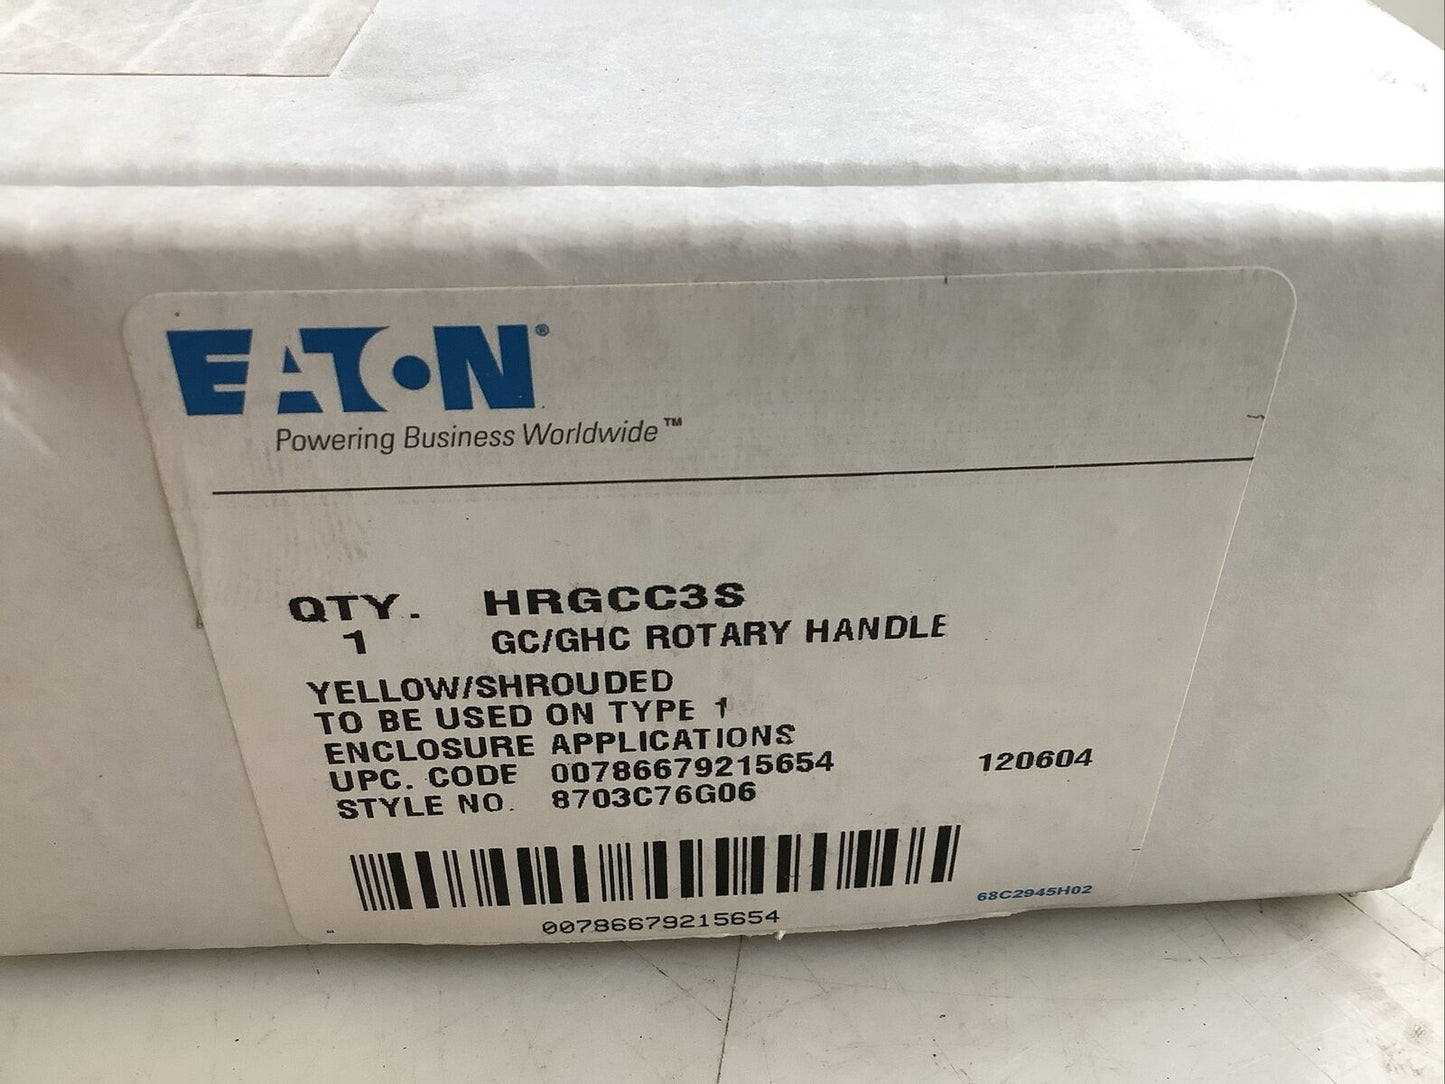 EATON®
Powering Business Worldwide™
QTY. HRGCC3S
1 GC/GHC ROTARY HANDLE
YELLOW/SHROUDED
TO BE USED ON TYPE 1
ENCLOSURE APPLICATIONS
UPC. CODE 00786679215654 120604
STYLE NO. 8703C76G06
68C2945H02
00786679215654